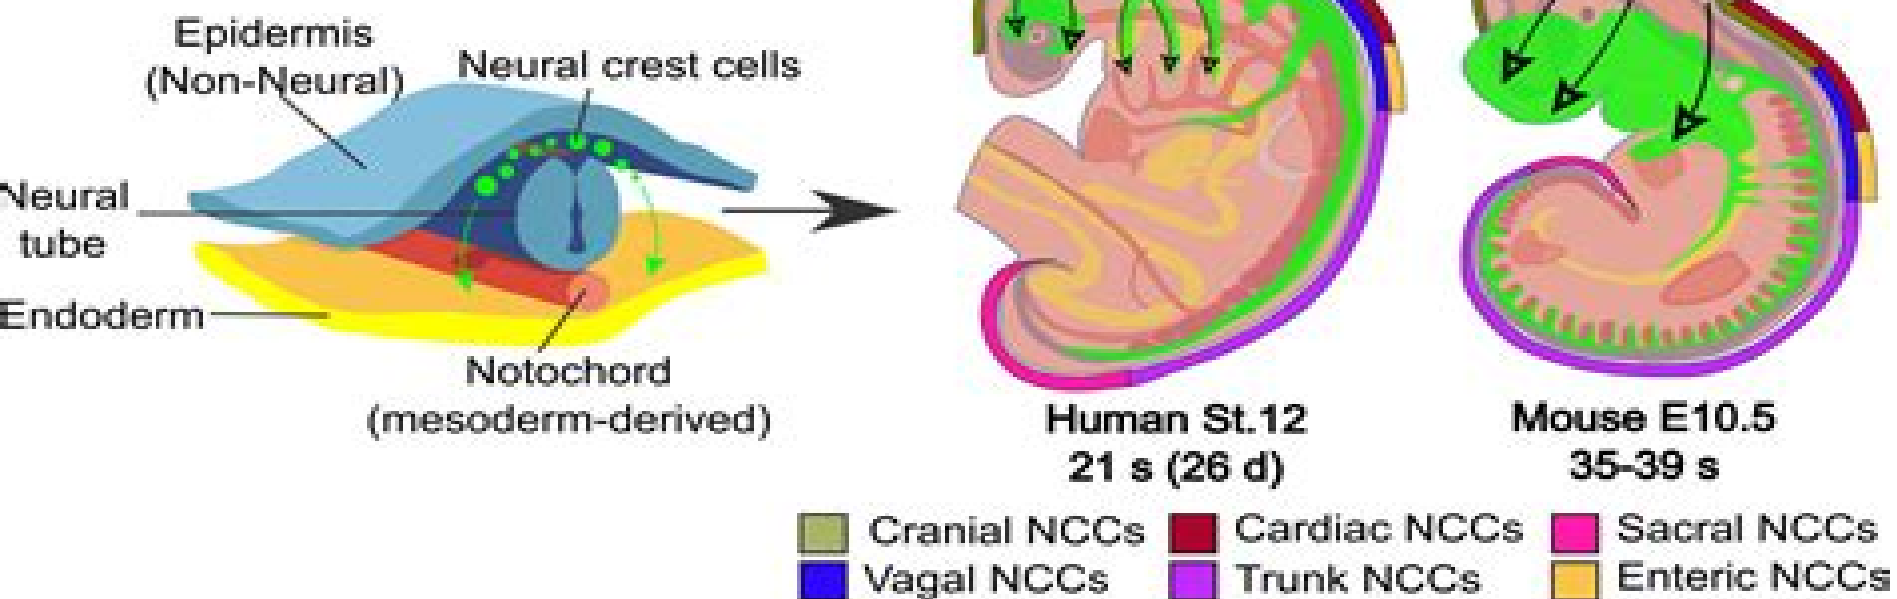 Epidermis
(Non-Neural)
Neural crest cells
Neural
tube
Endoderm
Notochord
(mesoderm-derived)
Human St.12
21 s (26 d)
Mouse E10.5
35-39 s
Cranial NCCs
Cardiac NCCs
Sacral NCCs
Vagal NCCs
Trunk NCCs
Enteric NCCs